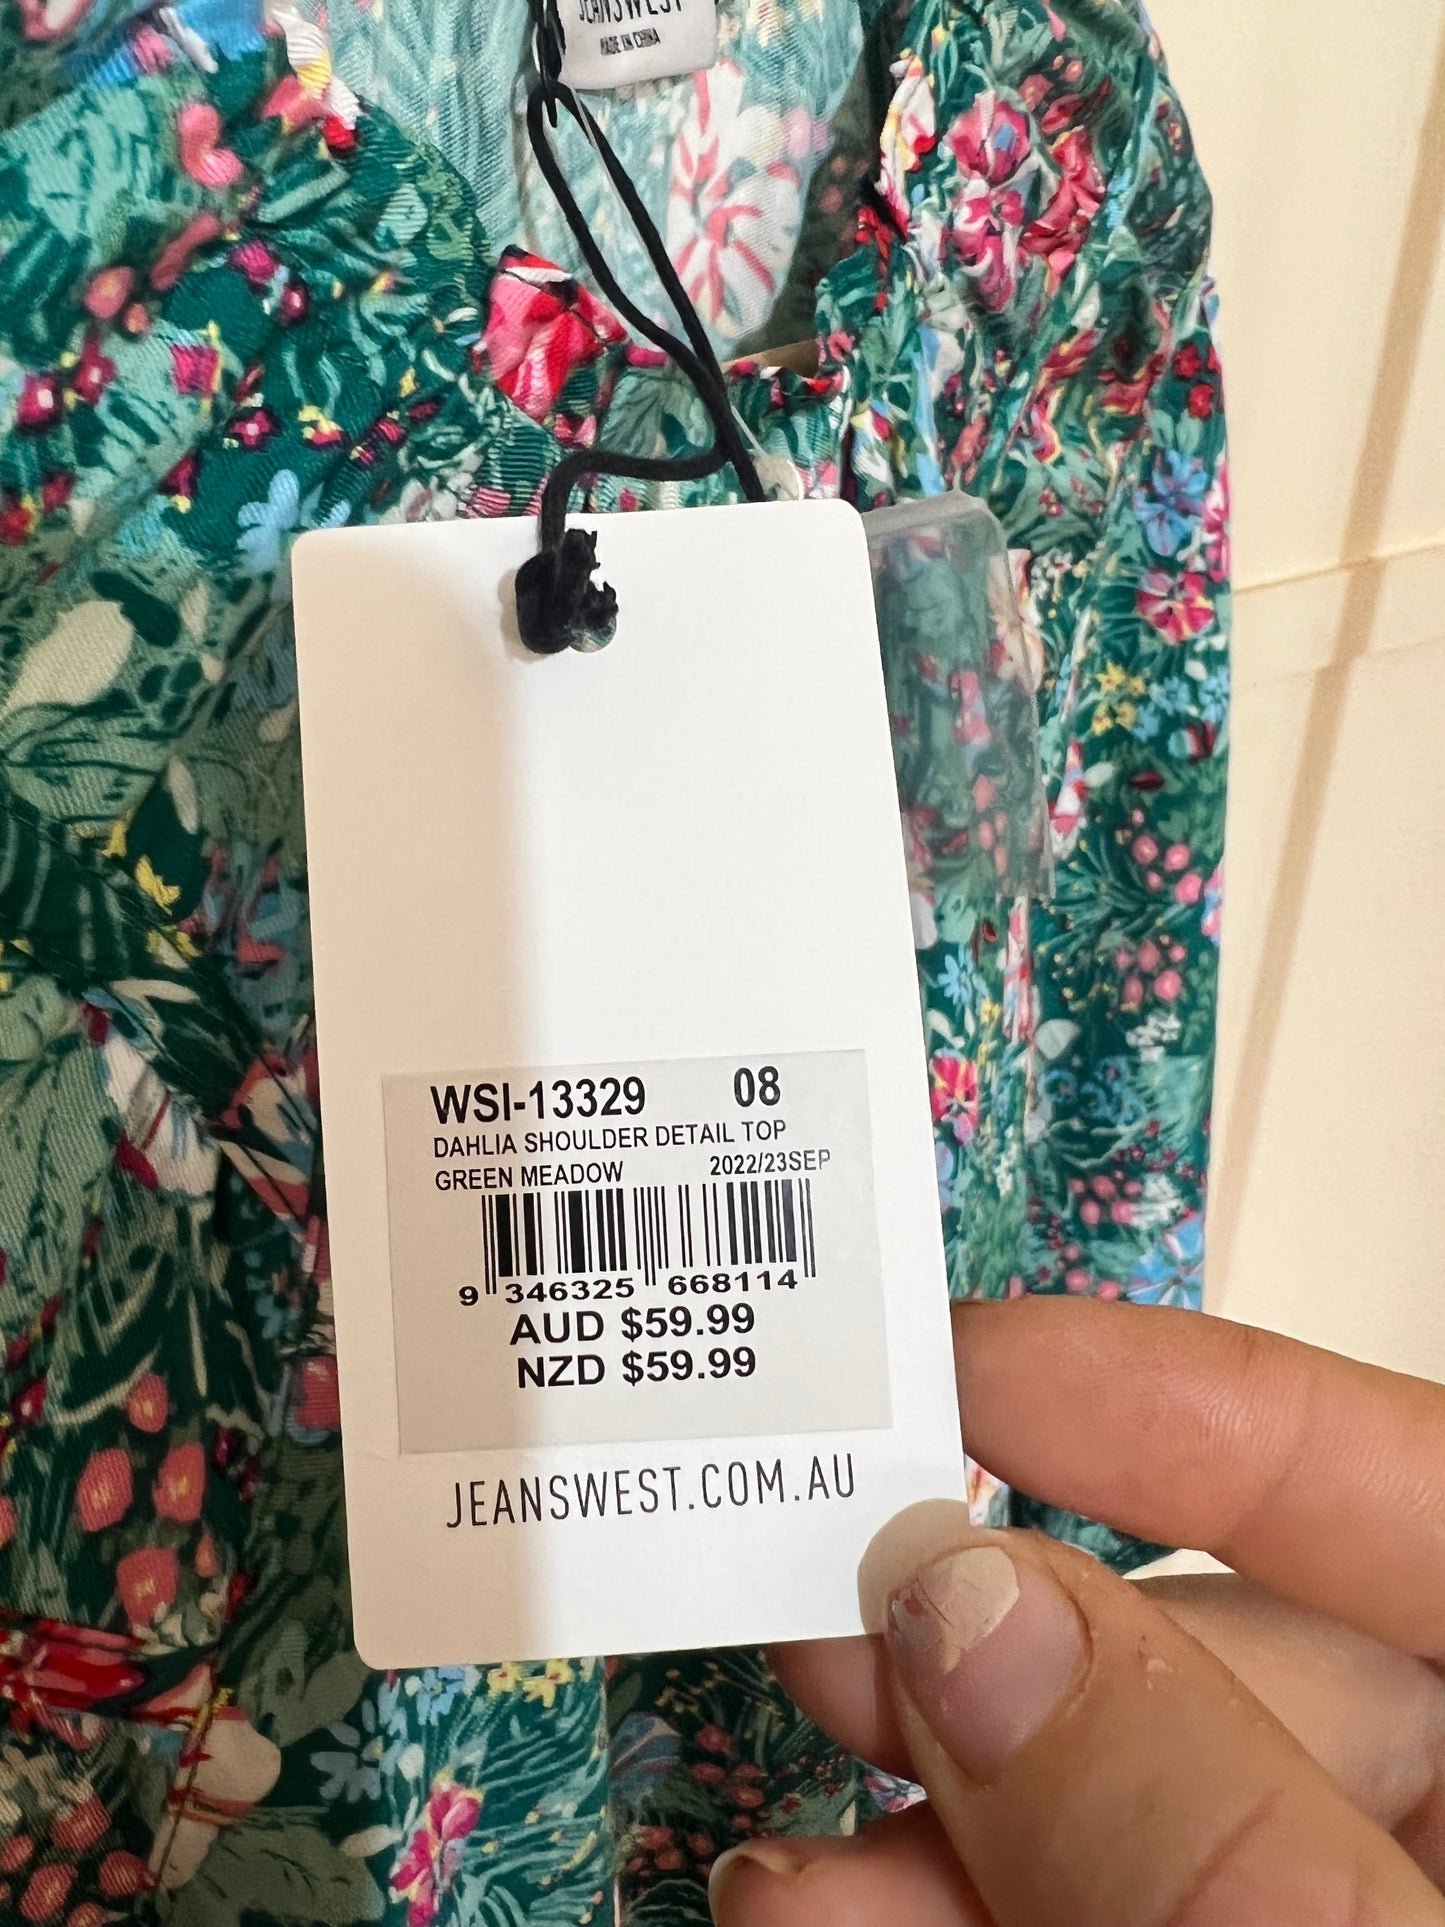 JEANSWEST
MADE IN CHINA
WSI-13329 08
DAHLIA SHOULDER DETAIL TOP
GREEN MEADOW 2022/23SEP
9 346325 668114
AUD $59.99
NZD $59.99
JEANSWEST.COM.AU